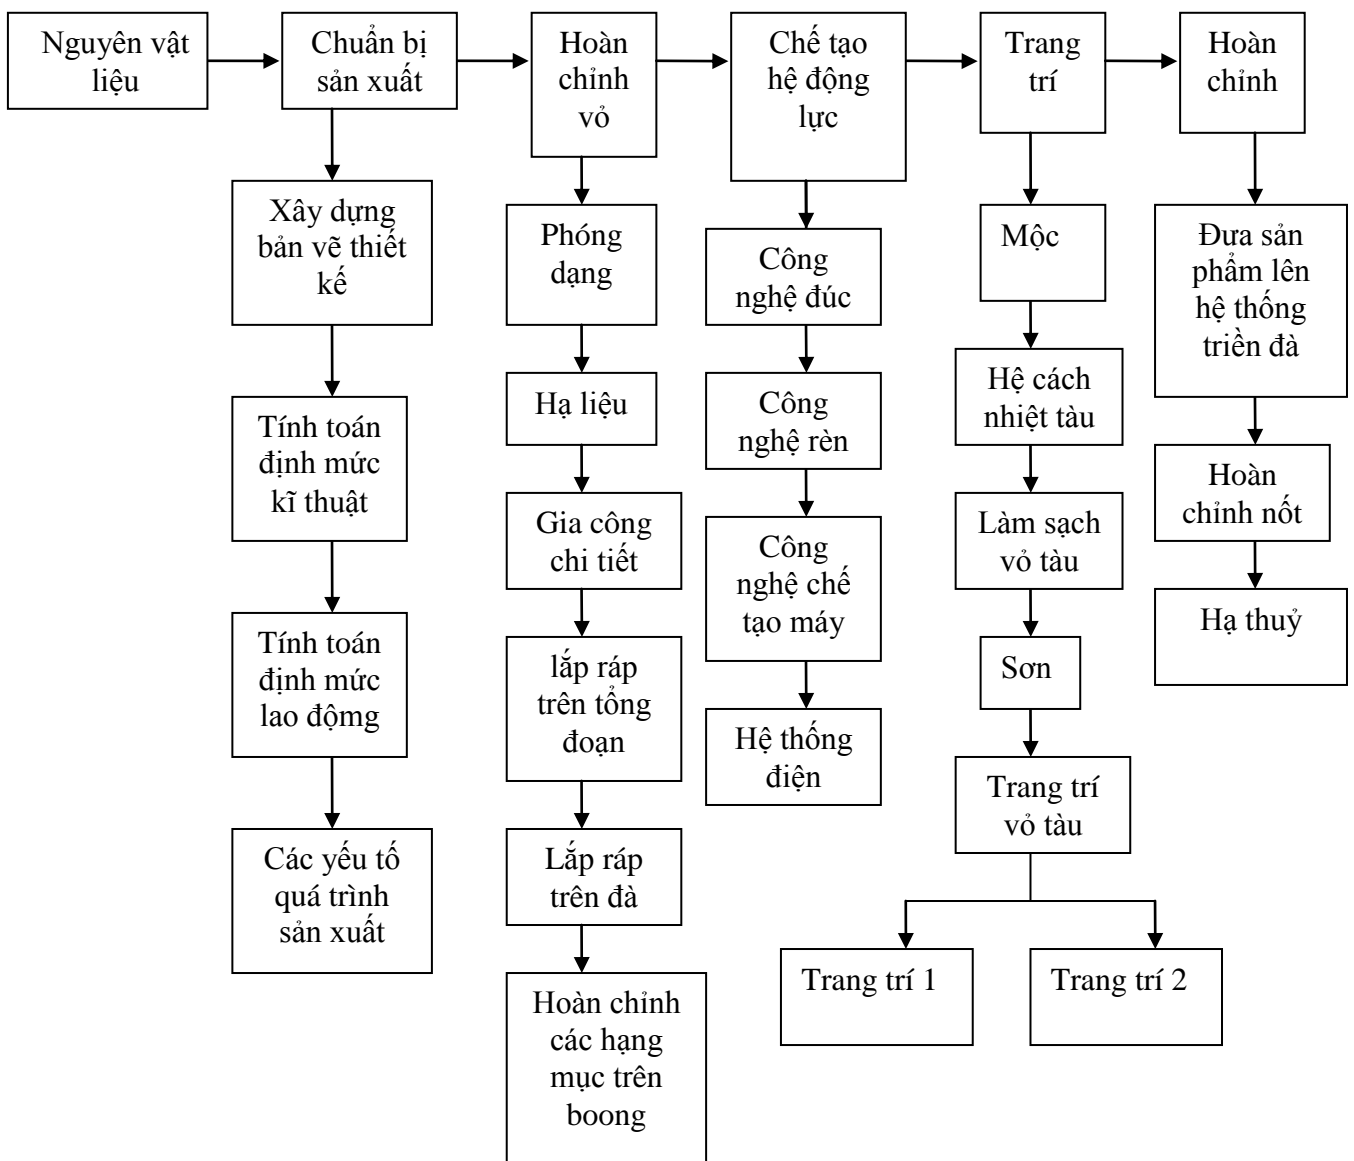 Nguyên vật
liệu
Chuẩn bị
sản xuất
Hoàn
chỉnh
vỏ
Chế tạo
hệ động
lực
Trang
trí
Hoàn
chỉnh
Xây dựng
bản vẽ thiết
kế
Tính toán
định mức
kĩ thuật
Tính toán
định mức
lao độmg
Các yếu tố
quá trình
sản xuất
Phóng
dạng
Hạ liệu
Gia công
chi tiết
lắp ráp
trên tổng
đoạn
Lắp ráp
trên đà
Hoàn chỉnh
các hạng
mục trên
boong
Công
nghệ đúc
Công
nghệ rèn
Công
nghệ chế
tạo máy
Hệ thống
điện
Mộc
Hệ cách
nhiệt tàu
Làm sạch
vỏ tàu
Sơn
Trang trí
vỏ tàu
Trang trí 1
Trang trí 2
Đưa sản
phẩm lên
hệ thống
triền đà
Hoàn
chỉnh nốt
Hạ thuỷ